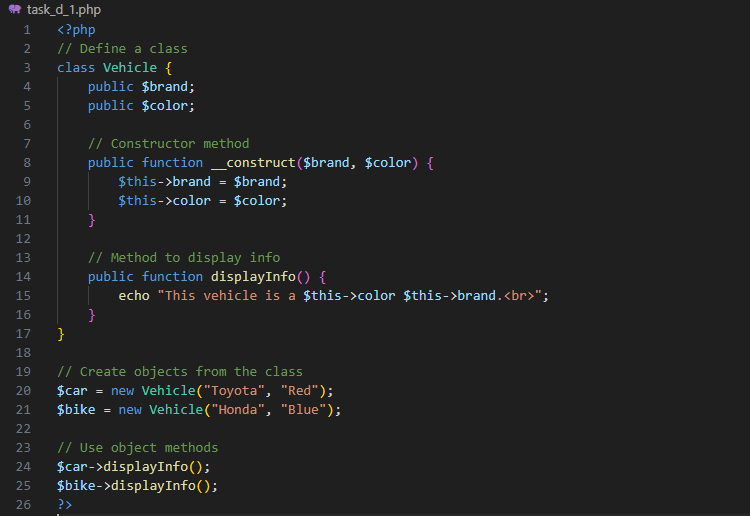 task_d_1.php
1 <?php
2 // Define a class
3 class Vehicle {
4     public $brand;
5     public $color;
6
7     // Constructor method
8     public function __construct($brand, $color) {
9         $this->brand = $brand;
10         $this->color = $color;
11     }
12
13     // Method to display info
14     public function displayInfo() {
15         echo "This vehicle is a $this->color $this->brand.<br>";
16     }
17 }
18
19 // Create objects from the class
20 $car = new Vehicle("Toyota", "Red");
21 $bike = new Vehicle("Honda", "Blue");
22
23 // Use object methods
24 $car->displayInfo();
25 $bike->displayInfo();
26 ?>